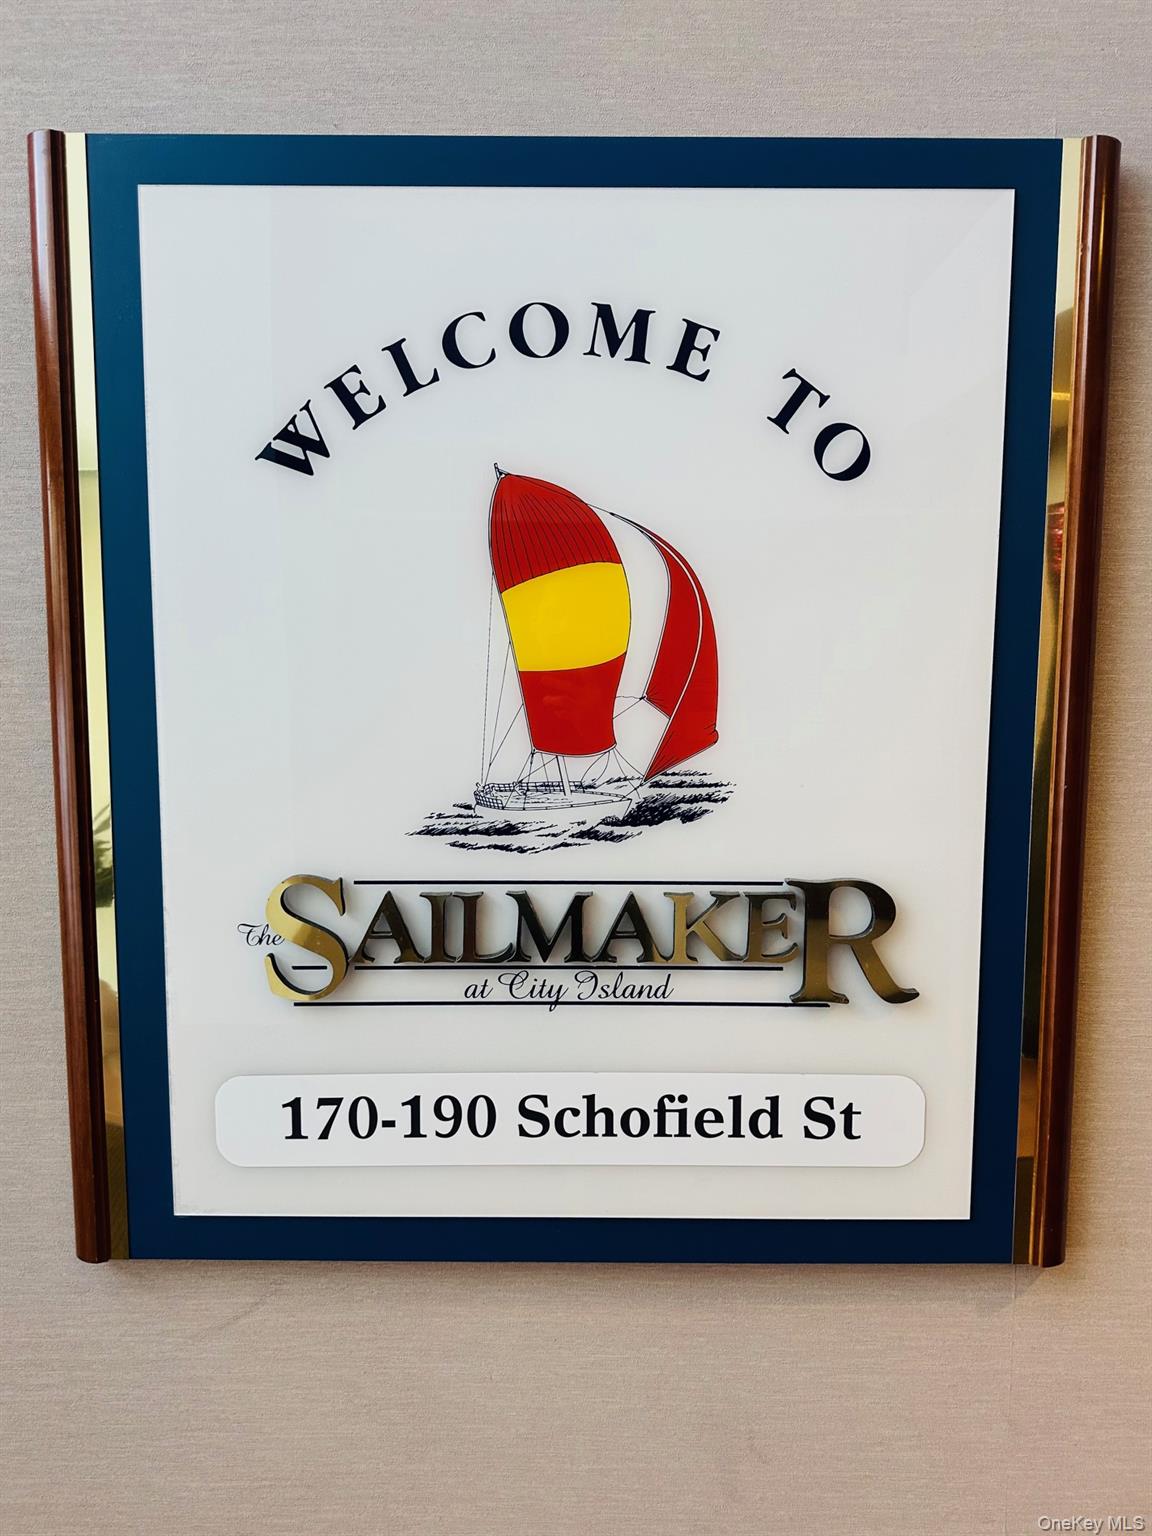 WELCOME TO
The SAILMAKER
at City Island
170-190 Schofield St
OneKey MLS